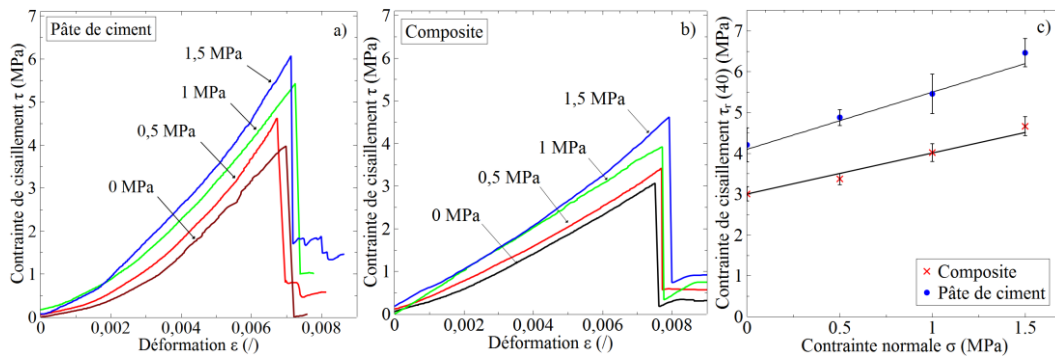 Pâte de ciment
a)
1,5 MPa
1 MPa
0,5 MPa
0 MPa
Contrainte de cisaillement τ (MPa)
7
6
5
4
3
2
1
0
0
0,002
0,004
0,006
0,008
Déformation ε (/)
Composite
b)
1,5 MPa
1 MPa
0,5 MPa
0 MPa
Contrainte de cisaillement τ (MPa)
7
6
5
4
3
2
1
0
0
0,002
0,004
0,006
0,008
Déformation ε (/)
c)
Contrainte de cisaillement τr (40) (MPa)
7
6
5
4
3
2
1
0
0
0.5
1.0
1.5
Contrainte normale σ (MPa)
Composite
Pâte de ciment